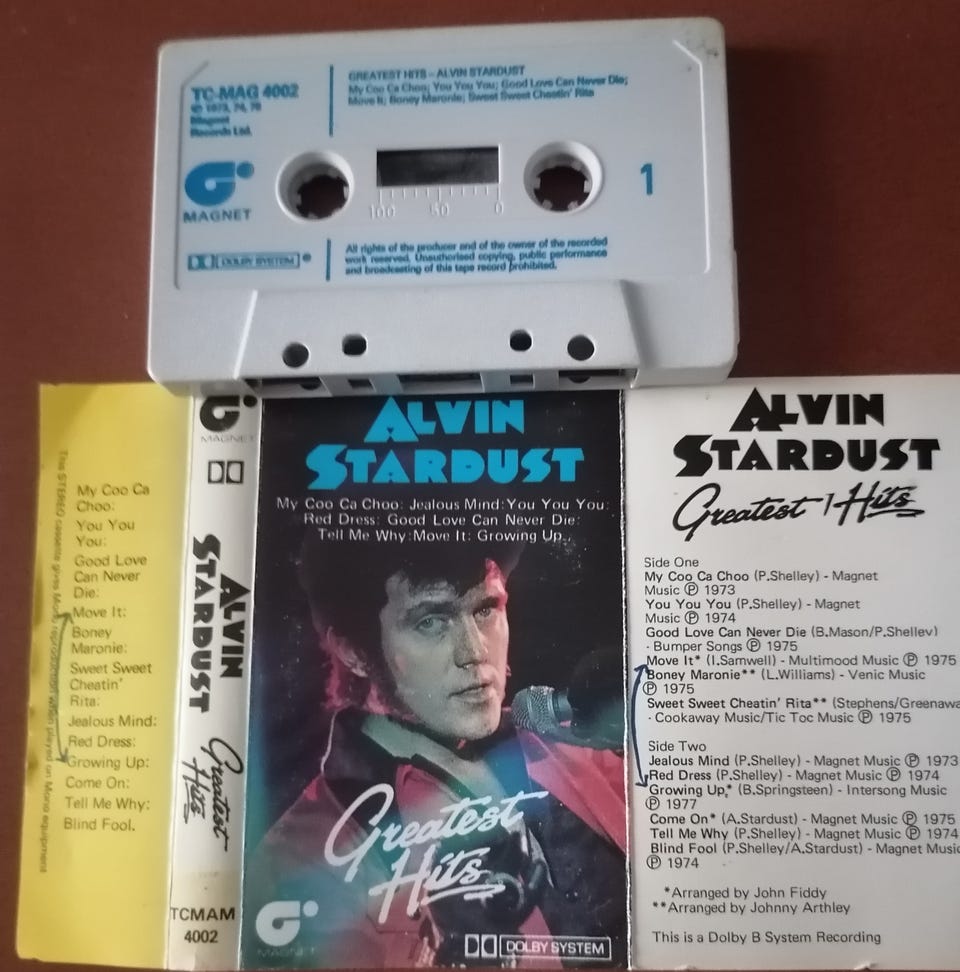 TC-MAG 4002
℗ 1973, 74, 75
Magnet
Records Ltd.
MAGNET
DOLBY SYSTEM ®
GREATEST HITS - ALVIN STARDUST
My Coo Ca Choo; You You You; Good Love Can Never Die;
Move It; Boney Maronie; Sweet Sweet Cheatin' Rita
100 50 0
1
All rights of the producer and of the owner of the recorded
work reserved. Unauthorised copying, public performance
and broadcasting of this tape record prohibited.
This STEREO cassette gives Mono reproduction when played on Mono equipment
My Coo Ca
Choo:
You You
You:
Good Love
Can Never
Die:
Move It:
Boney
Maronie:
Sweet Sweet
Cheatin'
Rita:
Jealous Mind:
Red Dress:
Growing Up:
Come On:
Tell Me Why:
Blind Fool.
MAGNET
ALVIN
STARDUST
Greatest
Hits
TCMAM
4002
ALVIN
STARDUST
My Coo Ca Choo: Jealous Mind: You You You:
Red Dress: Good Love Can Never Die:
Tell Me Why: Move It: Growing Up.
Greatest
Hits
MAGNET
DOLBY SYSTEM
ALVIN
STARDUST
Greatest Hits
Side One
My Coo Ca Choo (P.Shelley) - Magnet
Music ℗ 1973
You You You (P.Shelley) - Magnet
Music ℗ 1974
Good Love Can Never Die (B.Mason/P.Shelley)
- Bumper Songs ℗ 1975
Move It* (I.Samwell) - Multimood Music ℗ 1975
Boney Maronie** (L.Williams) - Venic Music
℗ 1975
Sweet Sweet Cheatin' Rita** (Stephens/Greenawa
- Cookaway Music/Tic Toc Music ℗ 1975
Side Two
Jealous Mind (P.Shelley) - Magnet Music ℗ 1973
Red Dress (P.Shelley) - Magnet Music ℗ 1974
Growing Up* (B.Springsteen) - Intersong Music
℗ 1977
Come On* (A.Stardust) - Magnet Music ℗ 1975
Tell Me Why (P.Shelley) - Magnet Music ℗ 1974
Blind Fool (P.Shelley/A.Stardust) - Magnet Music
℗ 1974
*Arranged by John Fiddy
**Arranged by Johnny Arthley
This is a Dolby B System Recording